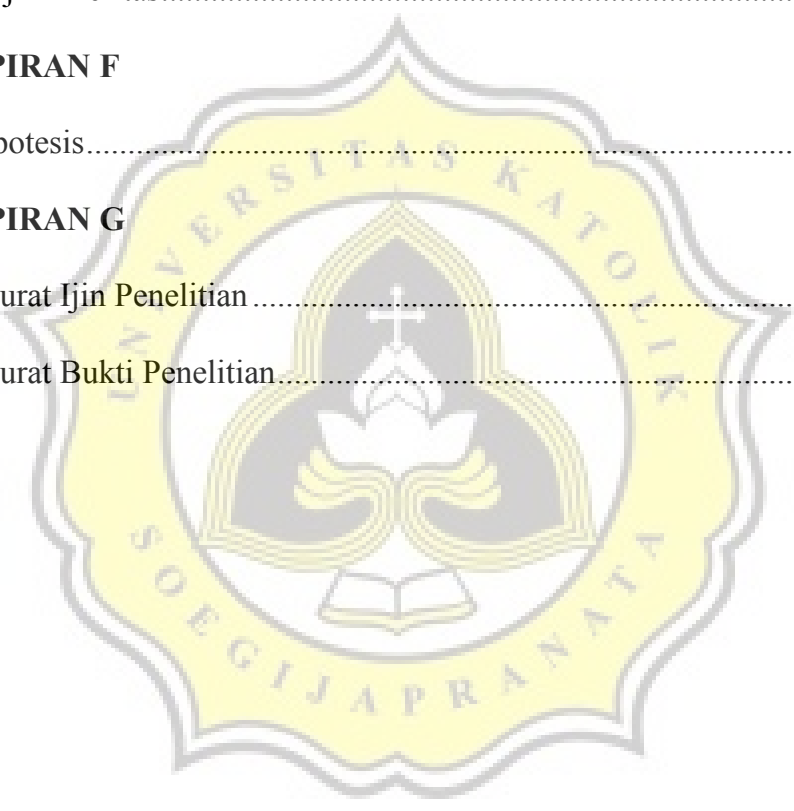 PIRAN F
potesis
PIRAN G
urat Ijin Penelitian
urat Bukti Penelitian
UNIVERSITAS KATOLIK
SOEGIJAPRANATA